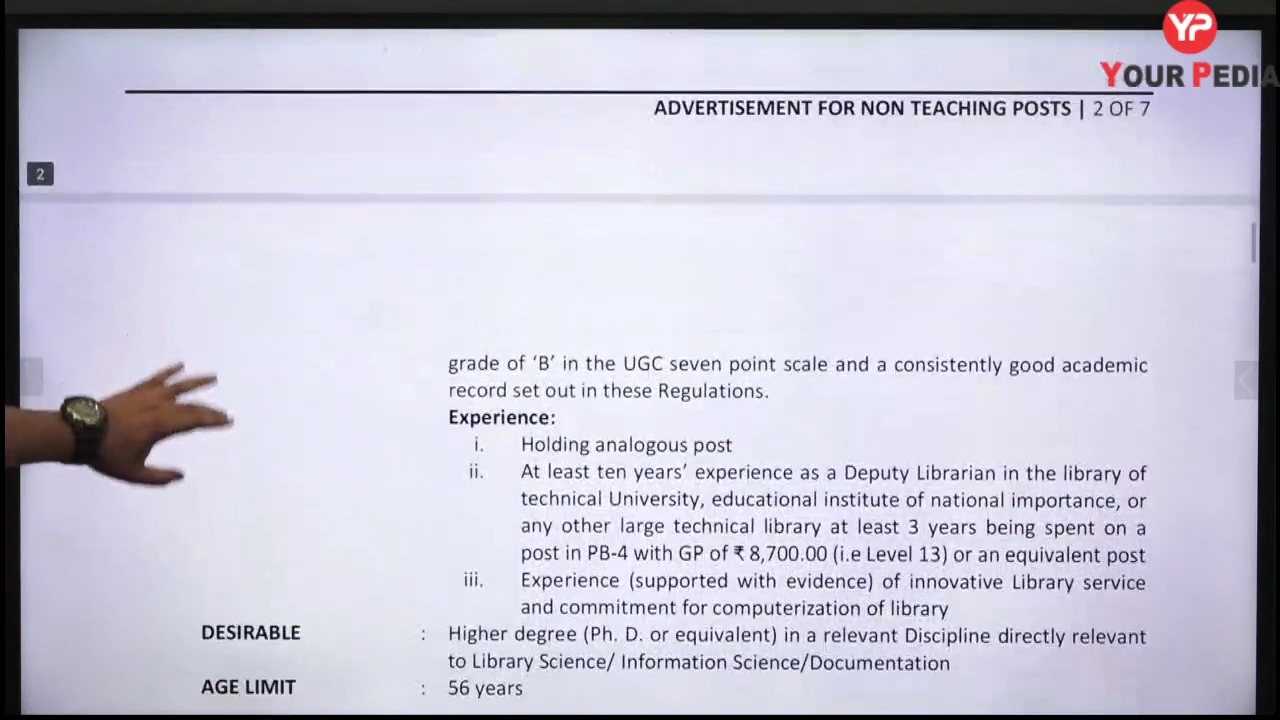 YP
YOUR PEDIA
ADVERTISEMENT FOR NON TEACHING POSTS | 2 OF 7
2
grade of ‘B’ in the UGC seven point scale and a consistently good academic
record set out in these Regulations.
Experience:
i. Holding analogous post
ii. At least ten years’ experience as a Deputy Librarian in the library of
technical University, educational institute of national importance, or
any other large technical library at least 3 years being spent on a
post in PB-4 with GP of ₹ 8,700.00 (i.e Level 13) or an equivalent post
iii. Experience (supported with evidence) of innovative Library service
and commitment for computerization of library
DESIRABLE : Higher degree (Ph. D. or equivalent) in a relevant Discipline directly relevant
to Library Science/ Information Science/Documentation
AGE LIMIT : 56 years